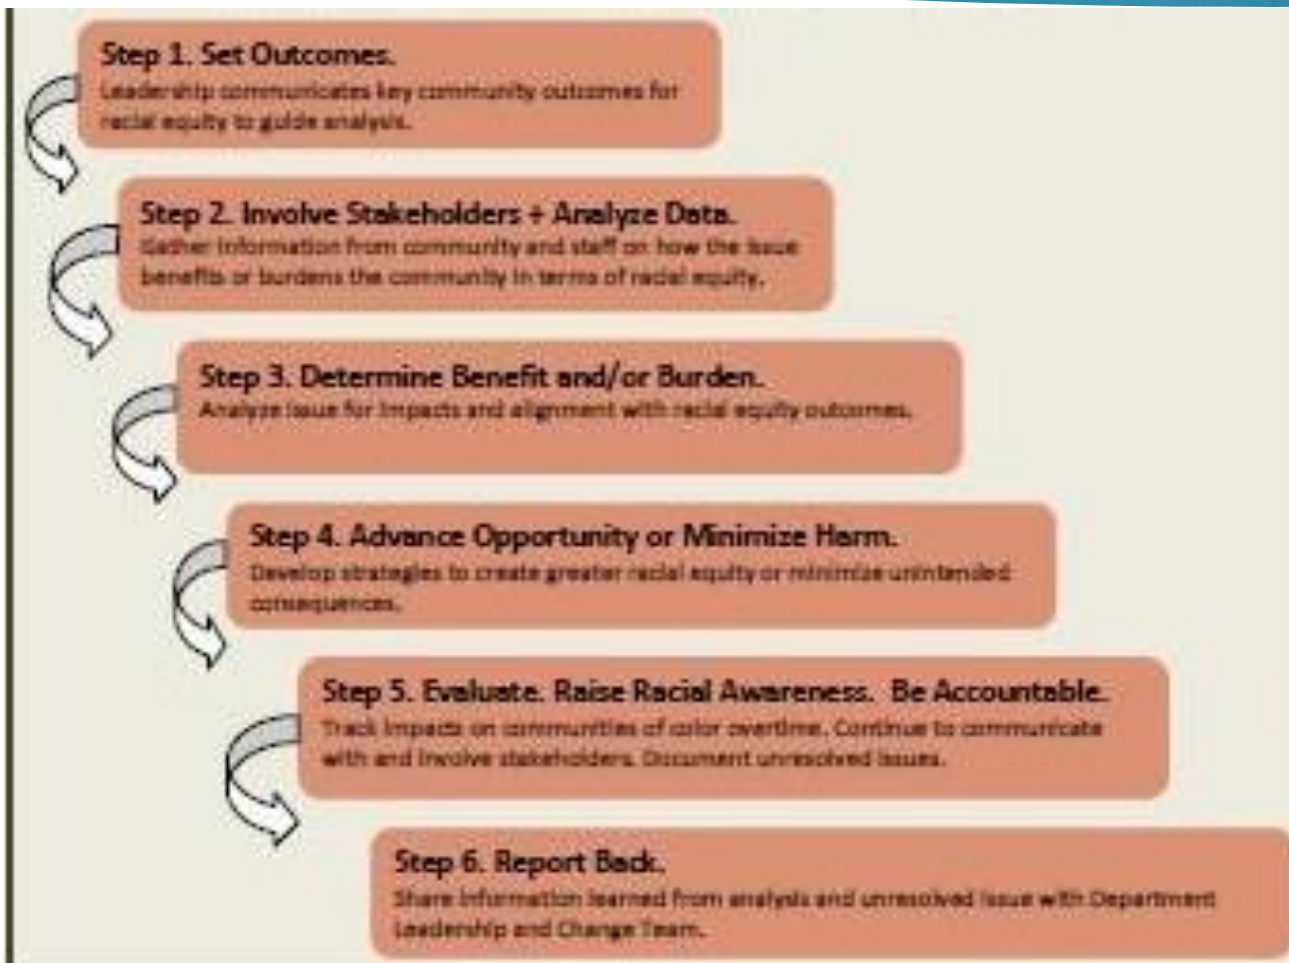 Step 1. Set Outcomes.
Leadership communicates key community outcomes for
racial equity to guide analysis.
Step 2. Involve Stakeholders + Analyze Data.
Gather information from community and staff on how the issue
benefits or burdens the community in terms of racial equity.
Step 3. Determine Benefit and/or Burden.
Analyze issue for impacts and alignment with racial equity outcomes.
Step 4. Advance Opportunity or Minimize Harm.
Develop strategies to create greater racial equity or minimize unintended
consequences.
Step 5. Evaluate. Raise Racial Awareness. Be Accountable.
Track impacts on communities of color overtime. Continue to communicate
with and involve stakeholders. Document unresolved issues.
Step 6. Report Back.
Share information learned from analysis and unresolved issue with Department
Leadership and Change Team.